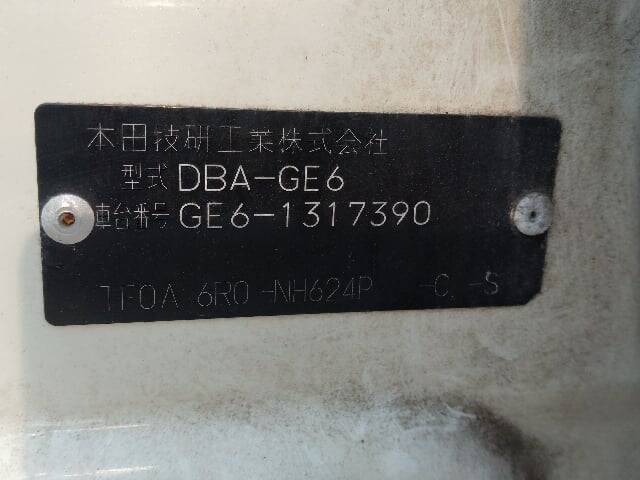 本田技研工業株式会社
型式 DBA-GE6
車台番号 GE6-1317390
1F0A 6R0 -NH624P -C -S